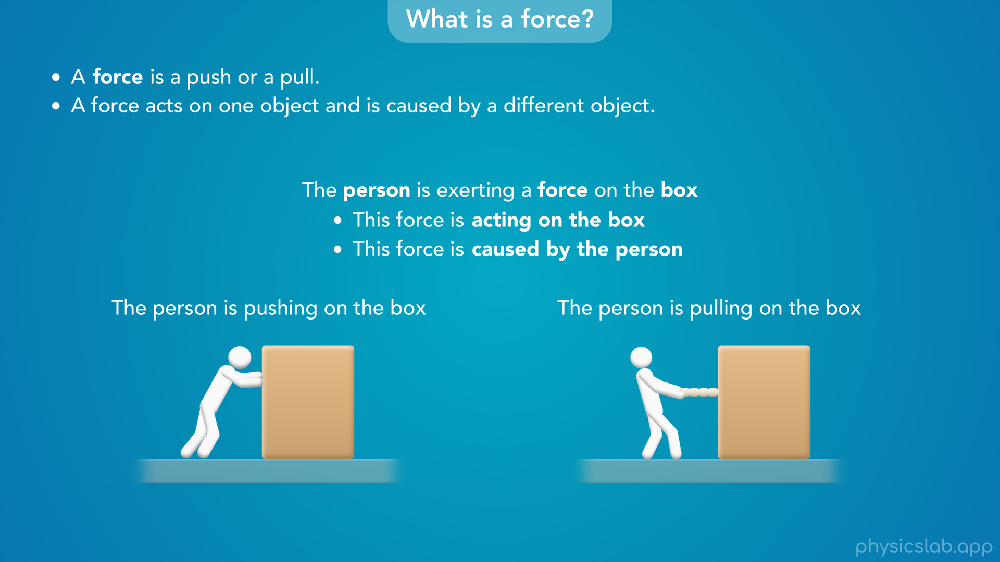 What is a force?
• A force is a push or a pull.
• A force acts on one object and is caused by a different object.
The person is exerting a force on the box
• This force is acting on the box
• This force is caused by the person
The person is pushing on the box
The person is pulling on the box
physicslab.app